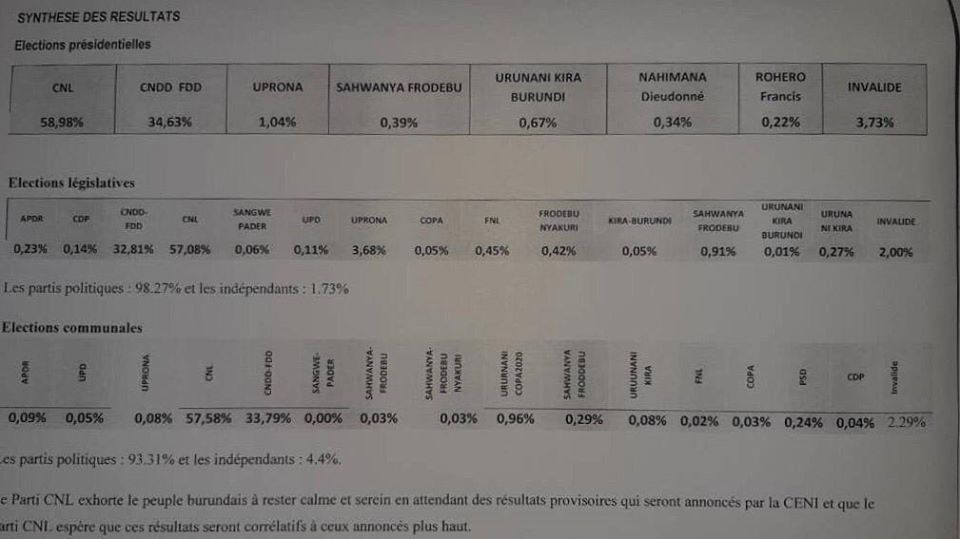 SYNTHESE DES RESULTATS
Elections présidentielles
CNL CNDD FDD UPRONA SAHWANYA FRODEBU URUNANI KIRA BURUNDI NAHIMANA Dieudonné ROHERO Francis INVALIDE
58,98% 34,63% 1,04% 0,39% 0,67% 0,34% 0,22% 3,73%
Elections législatives
APDR CDP CNDD-FDD CNL SANGWE PADER UPD UPRONA COPA FNL FRODEBU NYAKURI KIRA-BURUNDI SAHWANYA FRODEBU URUNANI KIRA BURUNDI URUNA NI KIRA INVALIDE
0,23% 0,14% 32,81% 57,08% 0,06% 0,11% 3,68% 0,05% 0,45% 0,42% 0,05% 0,91% 0,01% 0,27% 2,00%
Les partis politiques : 98.27% et les indépendants : 1.73%
Elections communales
APDR UPD UPRONA CNL CNDD-FDD SANGWE-PADER SAHWANYA-FRODEBU SAHWANYA-FRODEBU NYAKURI URURNANI COPA2020 SAHWANYA FRODDEBU URUUNANI KIRA FNL COPA PSD CDP Invalide
0,09% 0,05% 0,08% 57,58% 33,79% 0,00% 0,03% 0,03% 0,96% 0,29% 0,08% 0,02% 0,03% 0,24% 0,04% 2.29%
Les partis politiques : 93.31% et les indépendants : 4.4%.
e Parti CNL exhorte le peuple burundais à rester calme et serein en attendant des résultats provisoires qui seront annoncés par la CENI et que le
arti CNL espère que ces résultats seront corrélatifs à ceux annoncés plus haut.